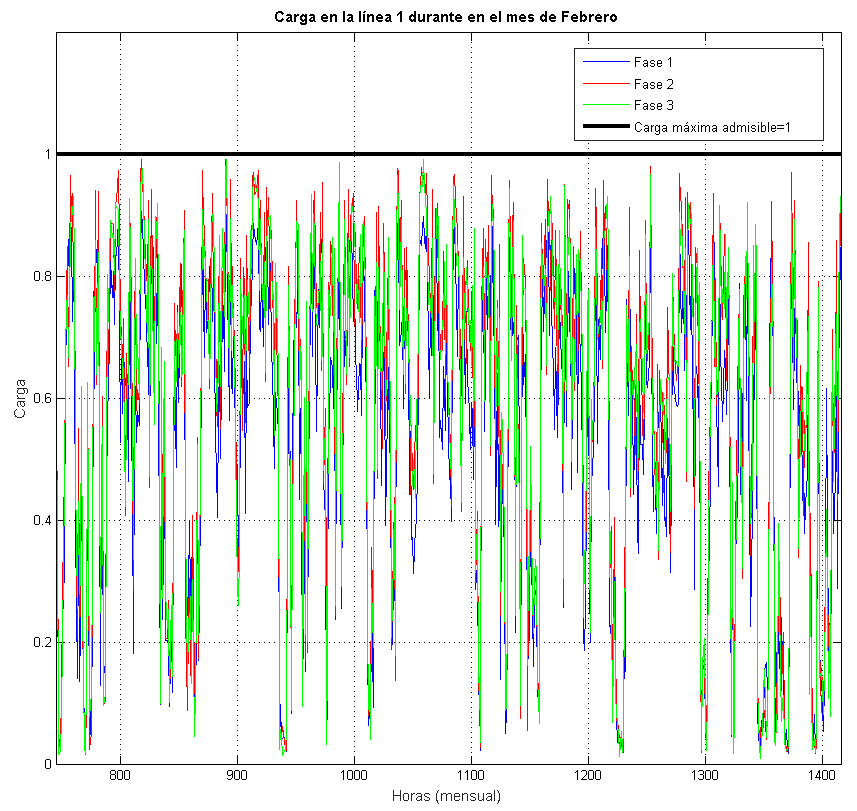 Carga en la línea 1 durante en el mes de Febrero
Fase 1
Fase 2
Fase 3
Carga máxima admisible=1
1
0.8
0.6
0.4
0.2
0
Carga
800
900
1000
1100
1200
1300
1400
Horas (mensual)